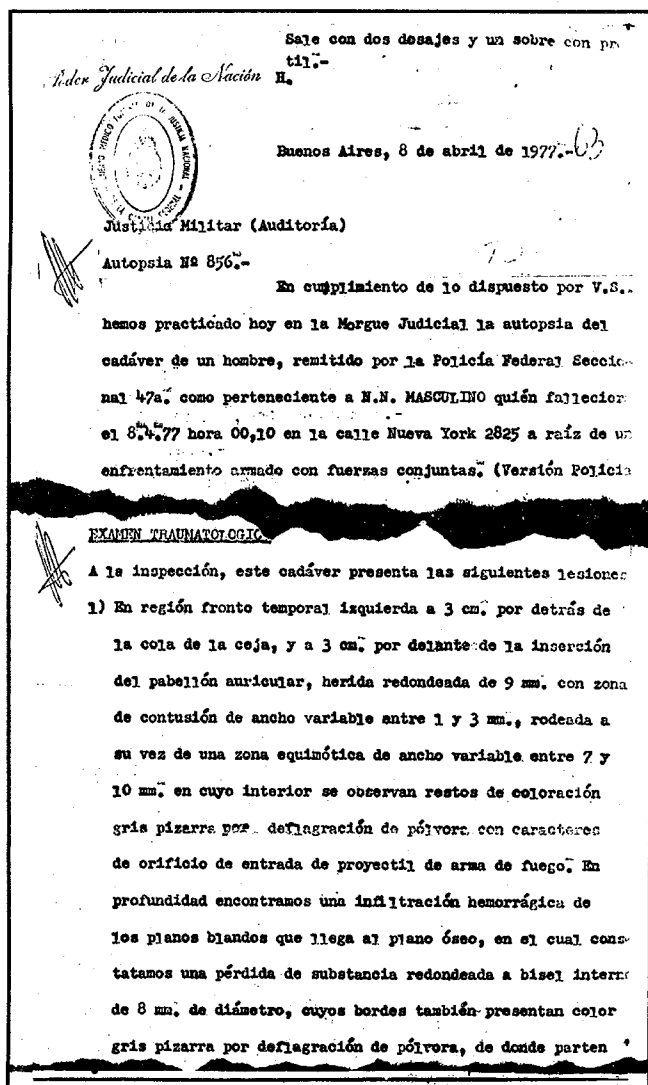 Sale con dos dosajes y un sobre con
til.-
H.
Poder Judicial de la Nación
Buenos Aires, 8 de abril de 1977.-
Justicia Militar (Auditoría)
Autopsia Nº 856.-
En cumplimiento de lo dispuesto por V.S.
hemos practicado hoy en la Morgue Judicial la autopsia del
cadáver de un hombre, remitido por la Policía Federal Seccio-
nal 47a. como perteneciente a N.N. MASCULINO quién fallecior
el 8.4.77 hora 00,10 en la calle Nueva York 2825 a raíz de un
enfrentamiento armado con fuerzas conjuntas. (Versión Policia
EXAMEN TRAUMATOLOGIC
A la inspección, este cadáver presenta las siguientes lesiones
1) En región fronto temporal izquierda a 3 cm. por detrás de
la cola de la ceja, y a 3 cm. por delante de la inserción
del pabellón auricular, herida redondeada de 9 mm. con zona
de contusión de ancho variable entre 1 y 3 mm., rodeada a
su vez de una zona equimótica de ancho variable entre 7 y
10 mm. en cuyo interior se observan restos de coloración
gris pizarra por deflagración de pólvora con caracteres
de orificio de entrada de proyectil de arma de fuego. En
profundidad encontramos una infiltración hemorrágica de
los planos blandos que llega al plano óseo, en el cual cons-
tatamos una pérdida de substancia redondeada a bisel interno
de 8 mm. de diámetro, cuyos bordes también presentan color
gris pizarra por deflagración de pólvora, de donde parten